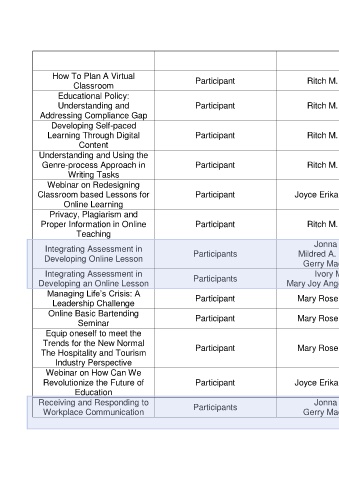 How To Plan A Virtual
Classroom
Participant
Ritch M.
Educational Policy:
Understanding and
Addressing Compliance Gap
Participant
Ritch M.
Developing Self-paced
Learning Through Digital
Content
Participant
Ritch M.
Understanding and Using the
Genre-process Approach in
Writing Tasks
Participant
Ritch M.
Webinar on Redesigning
Classroom based Lessons for
Online Learning
Participant
Joyce Erika
Privacy, Plagiarism and
Proper Information in Online
Teaching
Participant
Ritch M.
Integrating Assessment in
Developing Online Lesson
Participants
Jonna
Mildred A.
Gerry Ma
Integrating Assessment in
Developing an Online Lesson
Participants
Ivory M
Mary Joy Ang
Managing Life's Crisis: A
Leadership Challenge
Participant
Mary Rose
Online Basic Bartending
Seminar
Participant
Mary Rose
Equip oneself to meet the
Trends for the New Normal
The Hospitality and Tourism
Industry Perspective
Participant
Mary Rose
Webinar on How Can We
Revolutionize the Future of
Education
Participant
Joyce Erika
Receiving and Responding to
Workplace Communication
Participants
Jonna
Gerry Ma